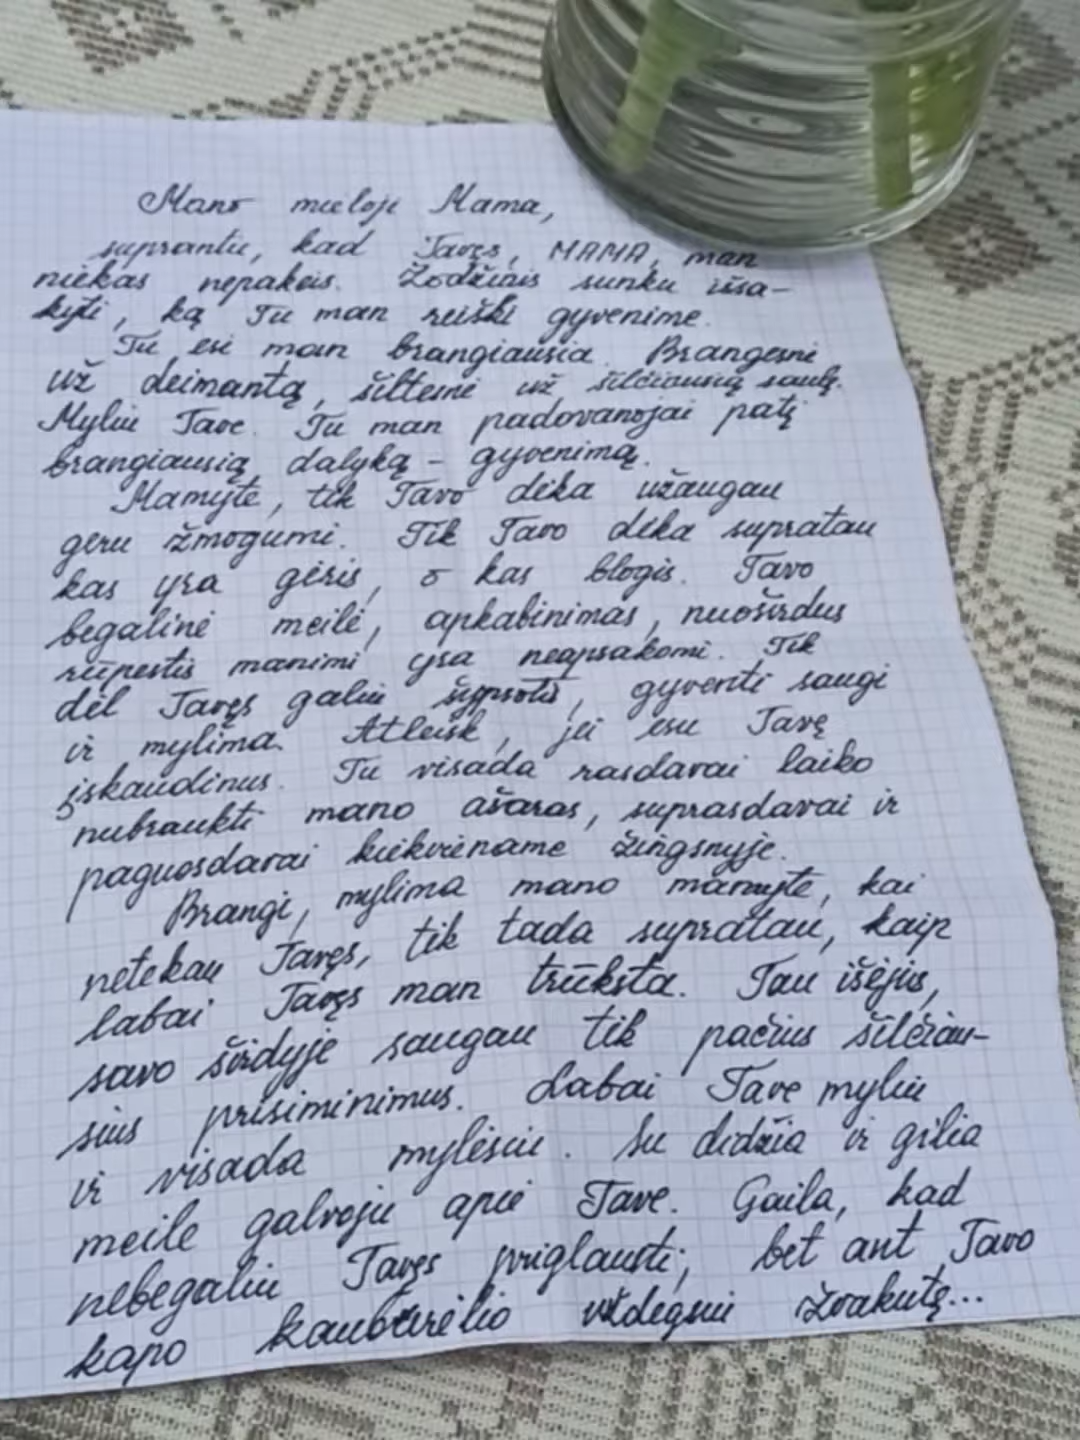 Mano mieloji Mama,
suprantu, kad Tavęs, MAMA, man
niekas nepakeis. Žodžiais sunku išsa-
kyti, ką Tu man reiški gyvenime.
Tu esi man brangiausia. Brangesnė
už deimantą, šiltesnė už šilčiausią saulę.
Myliu Tave. Tu man padovanojai patį
brangiausią dalyką - gyvenimą.
Mamyte, tik Tavo dėka užaugau
geru žmogumi. Tik Tavo dėka supratau
kas yra gėris, o kas blogis. Tavo
begalinė meilė, apkabinimas, nuoširdus
rūpestis manimi yra neapsakomi. Tik
dėl Tavęs galiu šypsotis, gyventi saugi
ir mylima. Atleisk, jei esu Tavę
įskaudinus. Tu visada rasdavai laiko
nubraukti mano ašaras, suprasdavai ir
paguosdavai kiekviename žingsnyje.
Brangi, mylima mano mamyte, kai
netekau Tavęs, tik tada supratau, kaip
labai Tavęs man trūksta. Tau išėjus,
savo širdyje saugau tik pačius šilčiau-
sius prisiminimus. Labai Tave myliu
ir visada mylėsiu. Su didžia ir gilia
meile galvoju apie Tave. Gaila, kad
nebegaliu Tavęs priglausti, bet ant Tavo
kapo kauburėlio uždegsiu žvakutę...